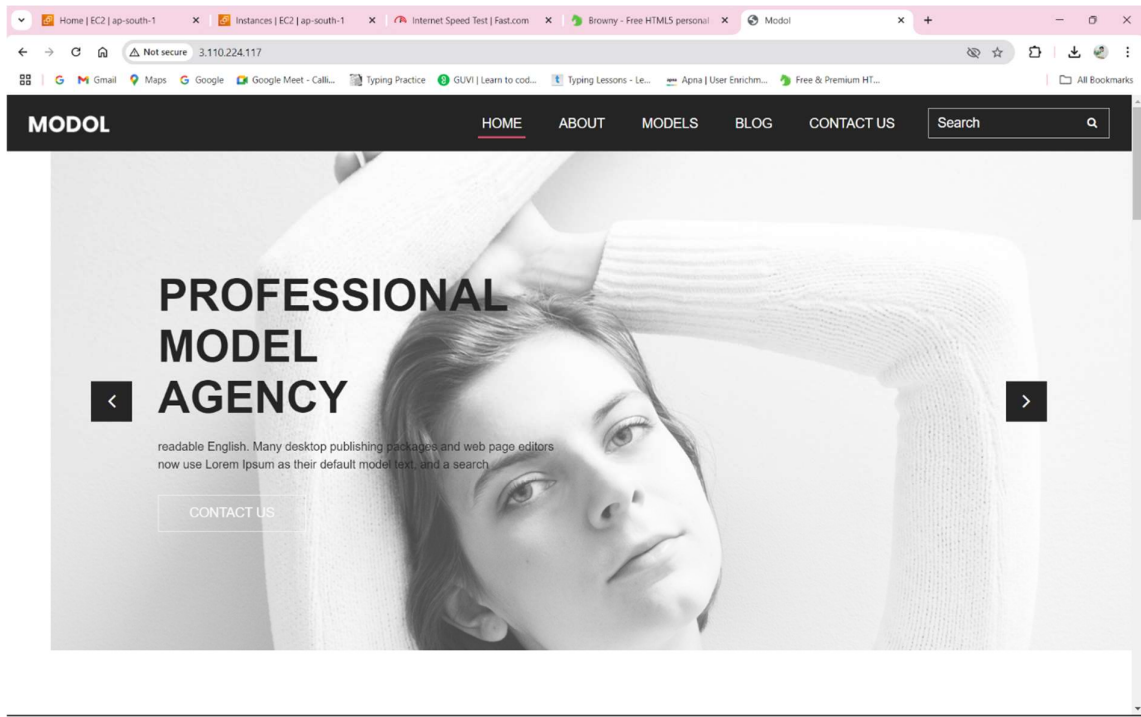 Home | EC2 | ap-south-1
Instances | EC2 | ap-south-1
Internet Speed Test | Fast.com
Browny - Free HTML5 personal
Modol
Not secure
3.110.224.117
Gmail
Maps
Google
Google Meet - Calli...
Typing Practice
GUVI | Learn to cod...
Typing Lessons - Le...
Apna | User Enrichm...
Free & Premium HT...
All Bookmarks
MODOL
HOME
ABOUT
MODELS
BLOG
CONTACT US
Search
PROFESSIONAL
MODEL
AGENCY
readable English. Many desktop publishing packages and web page editors
now use Lorem Ipsum as their default model text, and a search
CONTACT US